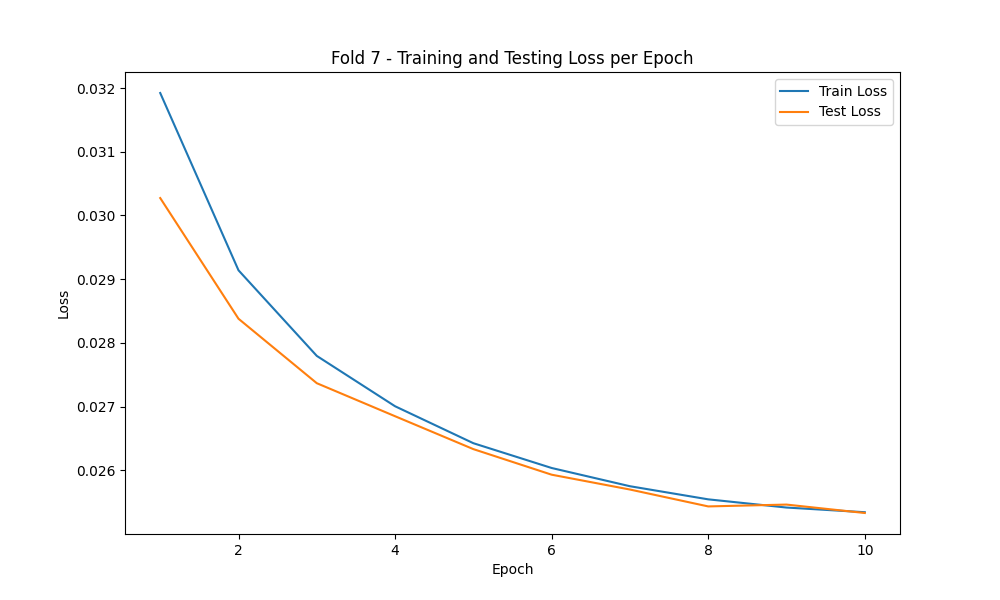 Fold 7 - Training and Testing Loss per Epoch
Train Loss
Test Loss
0.032
0.031
0.030
0.029
0.028
0.027
0.026
Loss
2 4 6 8 10
Epoch